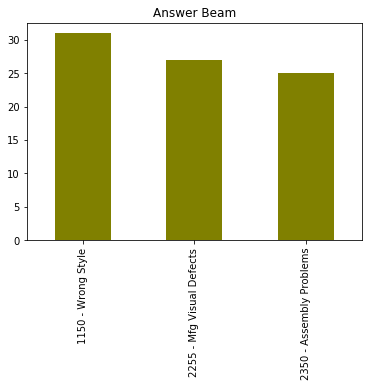 Answer Beam
30
25
20
15
10
5
0
1150 - Wrong Style
2255 - Mfg Visual Defects
2350 - Assembly Problems